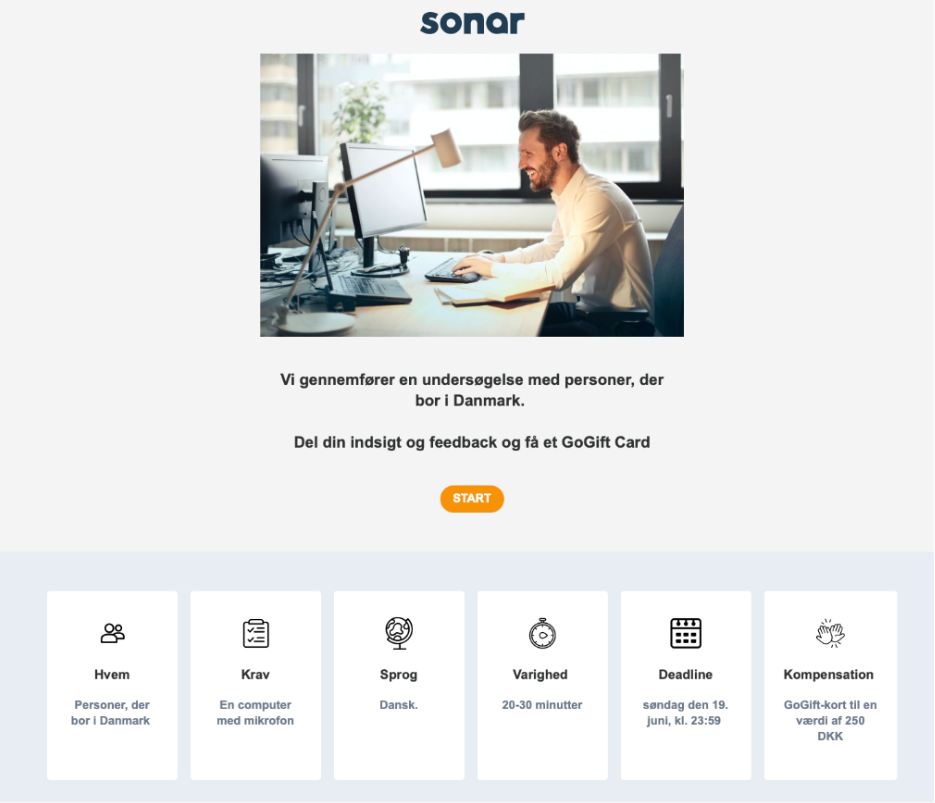 sonar
Vi gennemfører en undersøgelse med personer, der
bor i Danmark.
Del din indsigt og feedback og få et GoGift Card
START
Hvem
Personer, der
bor i Danmark
Krav
En computer
med mikrofon
Sprog
Dansk.
Varighed
20-30 minutter
Deadline
søndag den 19.
juni, kl. 23:59
Kompensation
GoGift-kort til en
værdi af 250
DKK